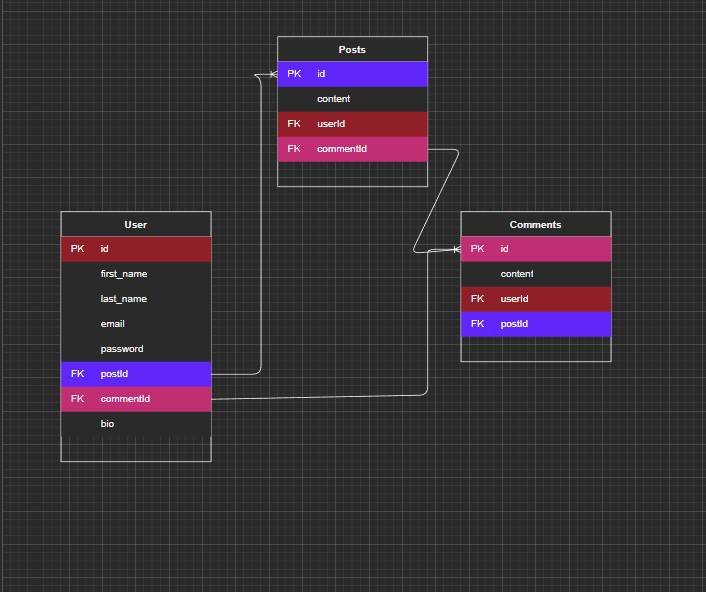 Posts
PK id
content
FK userId
FK commentId
User
PK id
first_name
last_name
email
password
FK postId
FK commentId
bio
Comments
PK id
content
FK userId
FK postId